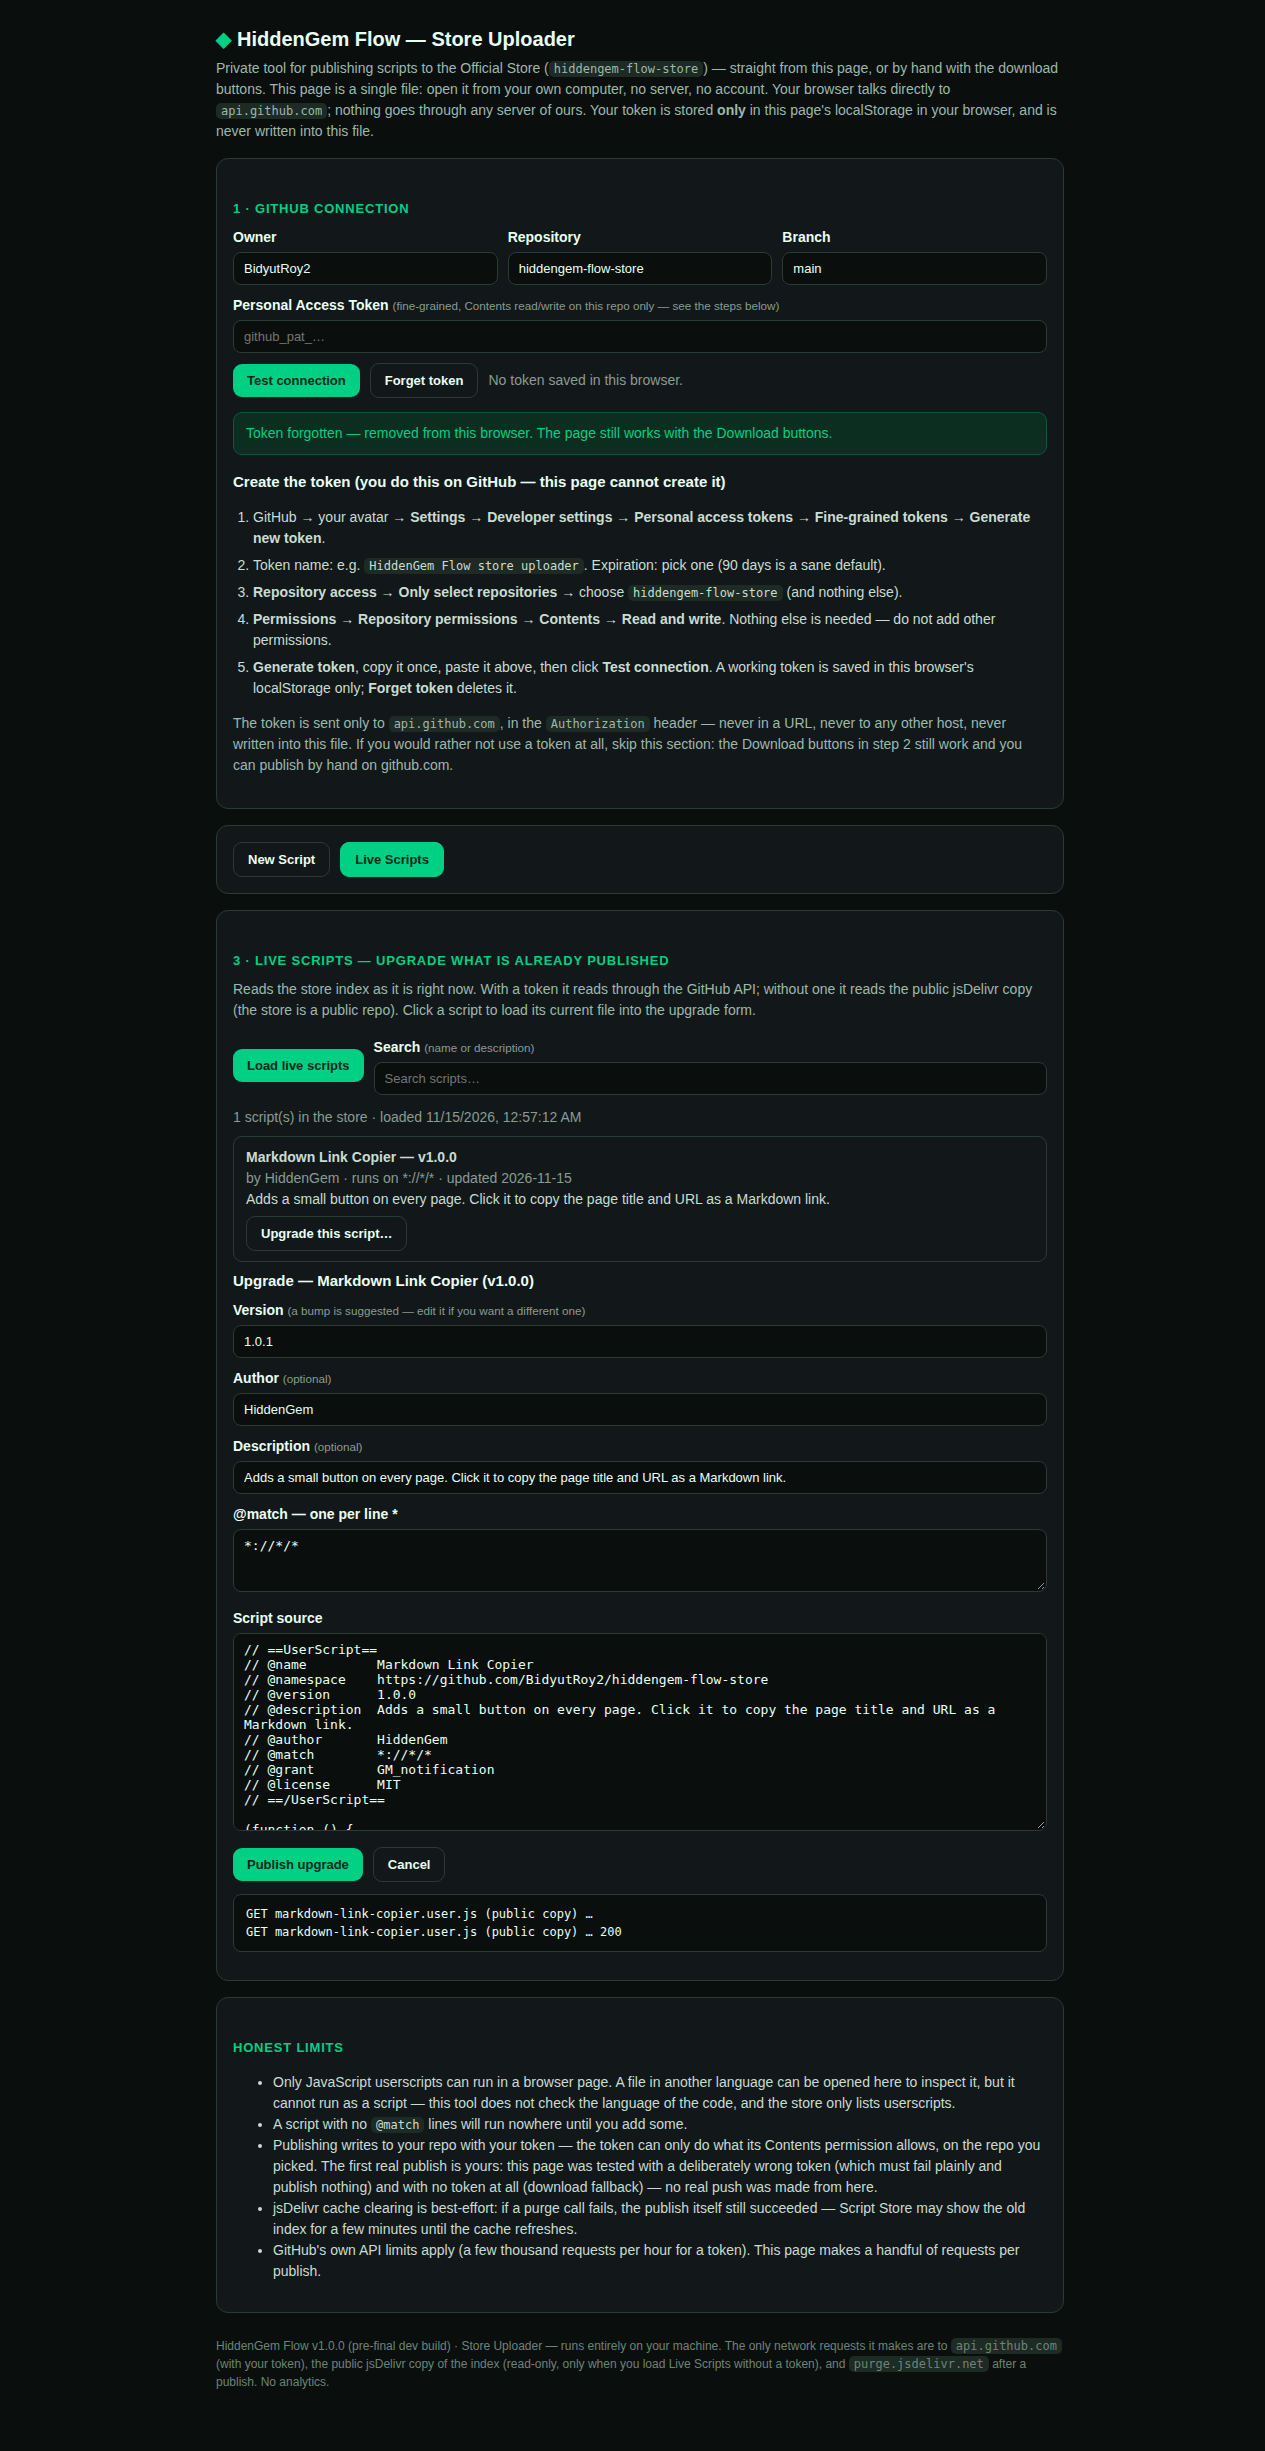 ◆ HiddenGem Flow — Store Uploader
Private tool for publishing scripts to the Official Store (hiddengem-flow-store) — straight from this page, or by hand with the download
buttons. This page is a single file: open it from your own computer, no server, no account. Your browser talks directly to
api.github.com; nothing goes through any server of ours. Your token is stored only in this page's localStorage in your browser, and is
never written into this file.
1 · GITHUB CONNECTION
Owner Repository Branch
BidyutRoy2 hiddengem-flow-store main
Personal Access Token (fine-grained, Contents read/write on this repo only — see the steps below)
github_pat_…
Test connection Forget token No token saved in this browser.
Token forgotten — removed from this browser. The page still works with the Download buttons.
Create the token (you do this on GitHub — this page cannot create it)
1. GitHub → your avatar → Settings → Developer settings → Personal access tokens → Fine-grained tokens → Generate
new token.
2. Token name: e.g. HiddenGem Flow store uploader. Expiration: pick one (90 days is a sane default).
3. Repository access → Only select repositories → choose hiddengem-flow-store (and nothing else).
4. Permissions → Repository permissions → Contents → Read and write. Nothing else is needed — do not add other
permissions.
5. Generate token, copy it once, paste it above, then click Test connection. A working token is saved in this browser's
localStorage only; Forget token deletes it.
The token is sent only to api.github.com, in the Authorization header — never in a URL, never to any other host, never
written into this file. If you would rather not use a token at all, skip this section: the Download buttons in step 2 still work and you
can publish by hand on github.com.
New Script Live Scripts
3 · LIVE SCRIPTS — UPGRADE WHAT IS ALREADY PUBLISHED
Reads the store index as it is right now. With a token it reads through the GitHub API; without one it reads the public jsDelivr copy
(the store is a public repo). Click a script to load its current file into the upgrade form.
Load live scripts
Search (name or description)
Search scripts…
1 script(s) in the store · loaded 11/15/2026, 12:57:12 AM
Markdown Link Copier — v1.0.0
by HiddenGem · runs on *://*/* · updated 2026-11-15
Adds a small button on every page. Click it to copy the page title and URL as a Markdown link.
Upgrade this script…
Upgrade — Markdown Link Copier (v1.0.0)
Version (a bump is suggested — edit it if you want a different one)
1.0.1
Author (optional)
HiddenGem
Description (optional)
Adds a small button on every page. Click it to copy the page title and URL as a Markdown link.
@match — one per line *
*://*/*
Script source
// ==UserScript==
// @name         Markdown Link Copier
// @namespace    https://github.com/BidyutRoy2/hiddengem-flow-store
// @version      1.0.0
// @description  Adds a small button on every page. Click it to copy the page title and URL as a
Markdown link.
// @author       HiddenGem
// @match        *://*/*
// @grant        GM_notification
// @license      MIT
// ==/UserScript==
(function () {
Publish upgrade Cancel
GET markdown-link-copier.user.js (public copy) …
GET markdown-link-copier.user.js (public copy) … 200
HONEST LIMITS
• Only JavaScript userscripts can run in a browser page. A file in another language can be opened here to inspect it, but it
cannot run as a script — this tool does not check the language of the code, and the store only lists userscripts.
• A script with no @match lines will run nowhere until you add some.
• Publishing writes to your repo with your token — the token can only do what its Contents permission allows, on the repo you
picked. The first real publish is yours: this page was tested with a deliberately wrong token (which must fail plainly and
publish nothing) and with no token at all (download fallback) — no real push was made from here.
• jsDelivr cache clearing is best-effort: if a purge call fails, the publish itself still succeeded — Script Store may show the old
index for a few minutes until the cache refreshes.
• GitHub's own API limits apply (a few thousand requests per hour for a token). This page makes a handful of requests per
publish.
HiddenGem Flow v1.0.0 (pre-final dev build) · Store Uploader — runs entirely on your machine. The only network requests it makes are to api.github.com
(with your token), the public jsDelivr copy of the index (read-only, only when you load Live Scripts without a token), and purge.jsdelivr.net after a
publish. No analytics.